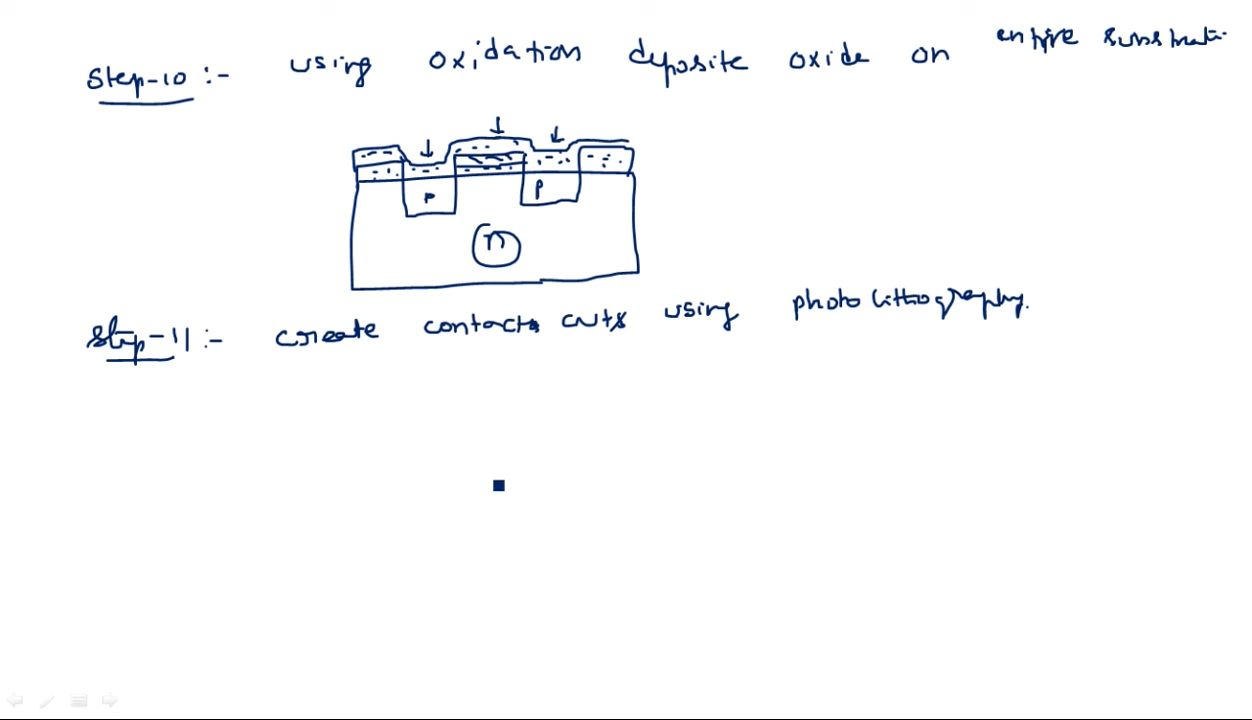 Step-10 :- using oxidation deposite oxide on entire substrate
P P
n
Step-11 :- create contacts cuts using photolithography.